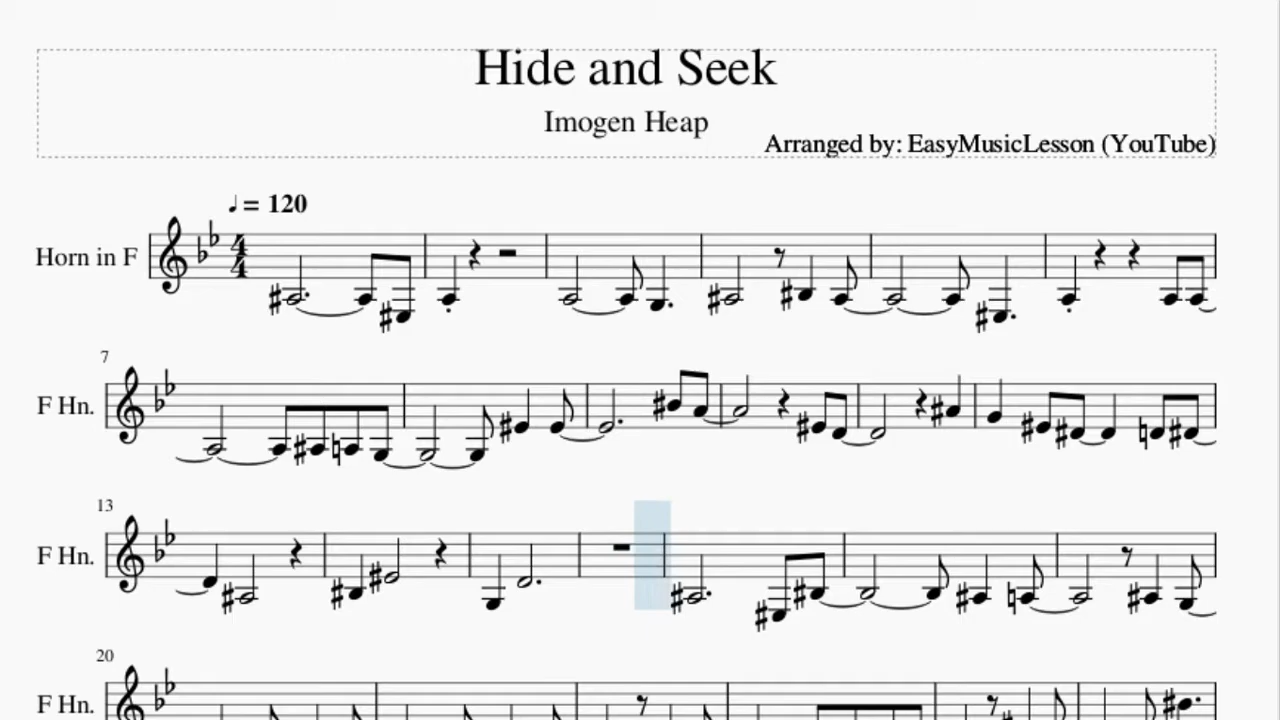 Hide and Seek
Imogen Heap
Arranged by: EasyMusicLesson (YouTube)
♩ = 120
Horn in F
4
4
7
F Hn.
13
F Hn.
20
F Hn.